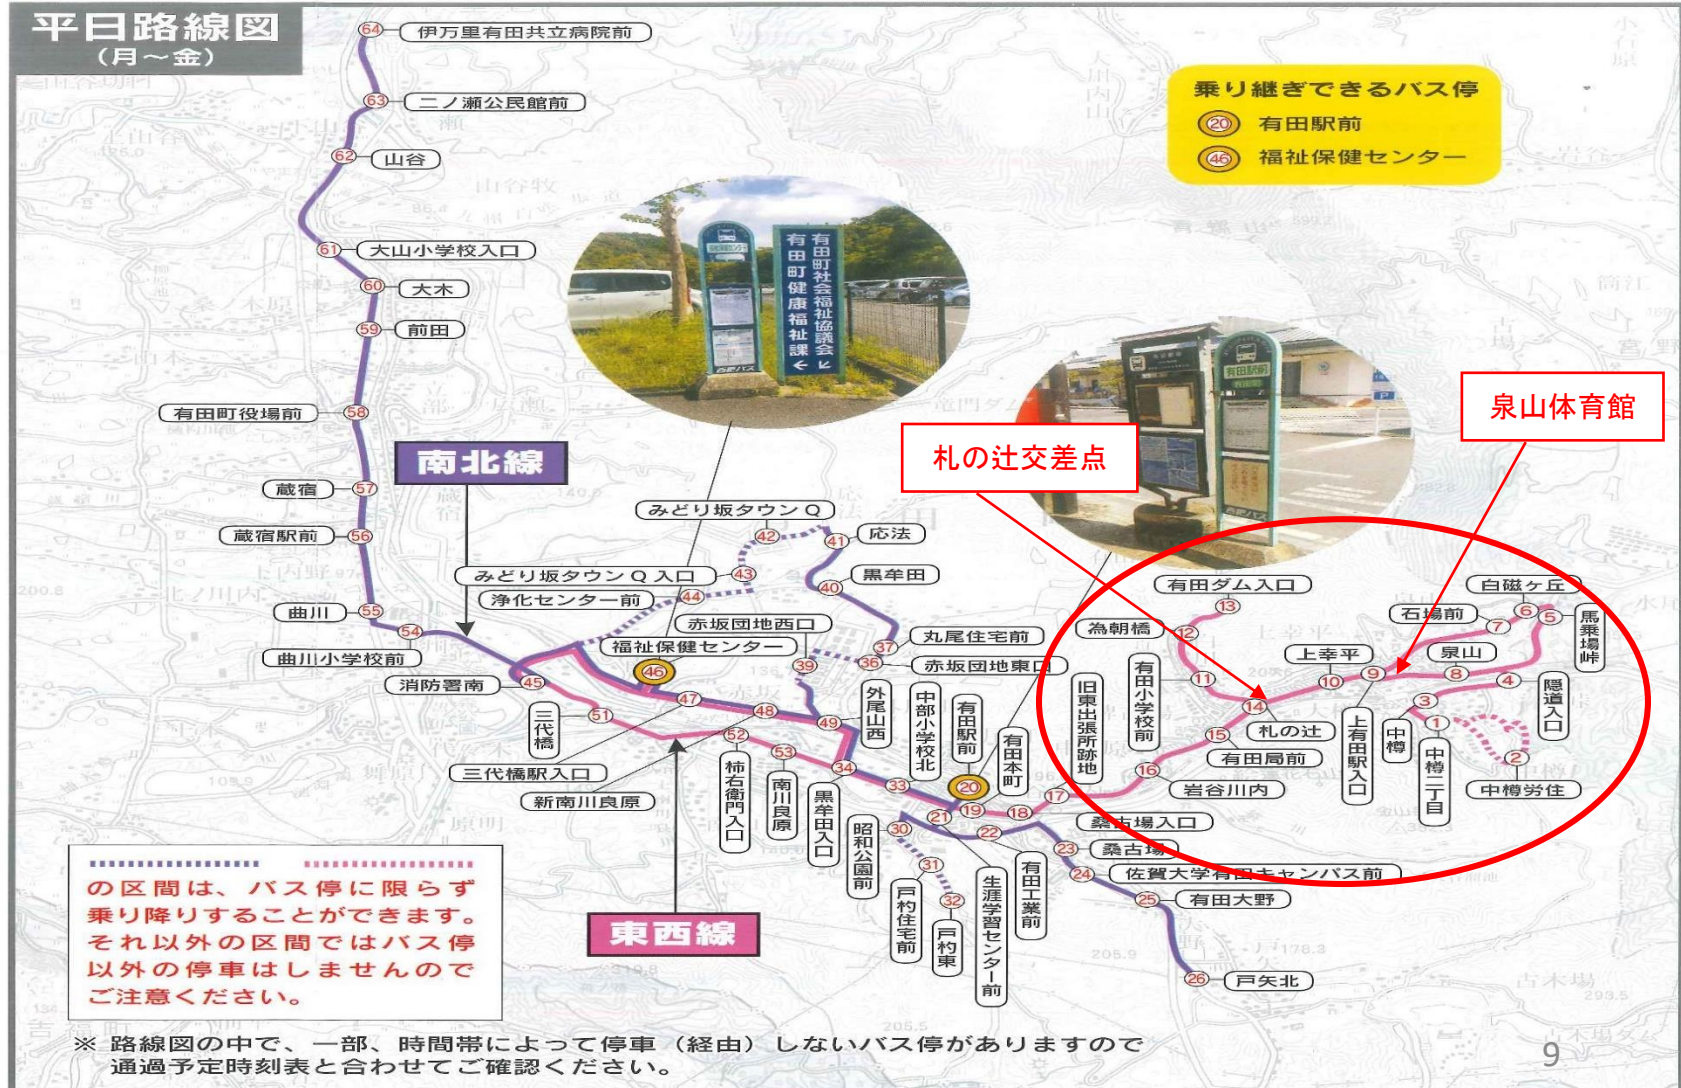 平日路線図
(月～金)
乗り継ぎできるバス停
⑳ 有田駅前
㊻ 福祉保健センター
64 伊万里有田共立病院前
63 二ノ瀬公民館前
62 山谷
61 大山小学校入口
60 大木
59 前田
有田町役場前 58
蔵宿 57
蔵宿駅前 56
曲川 55
曲川小学校前 54
南北線
有田町健康福祉課
有田町社会福祉協議会
有田駅前
札の辻交差点
泉山体育館
みどり坂タウンQ 42
41 応法
みどり坂タウンQ入口 43
40 黒牟田
浄化センター前 44
赤坂団地西口 39
37 丸尾住宅前
36 赤坂団地東口
福祉保健センター 46
消防署南 45
三代橋 51
47 三代橋駅入口
48 新南川良原
49 外尾山西
52 柿右衛門入口
53 南川良原
34 黒牟田入口
33 中部小学校北
20 有田駅前
19 有田本町
18 桑古場入口
17 旧東出張所跡地
16 岩谷川内
15 有田局前
14 札の辻
有田ダム入口 13
為朝橋 12
有田小学校前 11
上幸平 10
9 上有田駅入口
泉山 8
石場前 7
白磁ヶ丘 6
5 馬乗場峠
4 隠道入口
3 中樽
1 中樽一丁目
2 中樽労住
21 生涯学習センター前
22 有田工業前
23 桑古場
24 佐賀大学有田キャンパス前
25 有田大野
26 戸矢北
昭和公園前 30
31 戸杓住宅前
32 戸杓東
東西線
の区間は、バス停に限らず
乗り降りすることができます。
それ以外の区間ではバス停
以外の停車はしませんので
ご注意ください。
※ 路線図の中で、一部、時間帯によって停車（経由）しないバス停がありますので
通過予定時刻表と合わせてご確認ください。
9